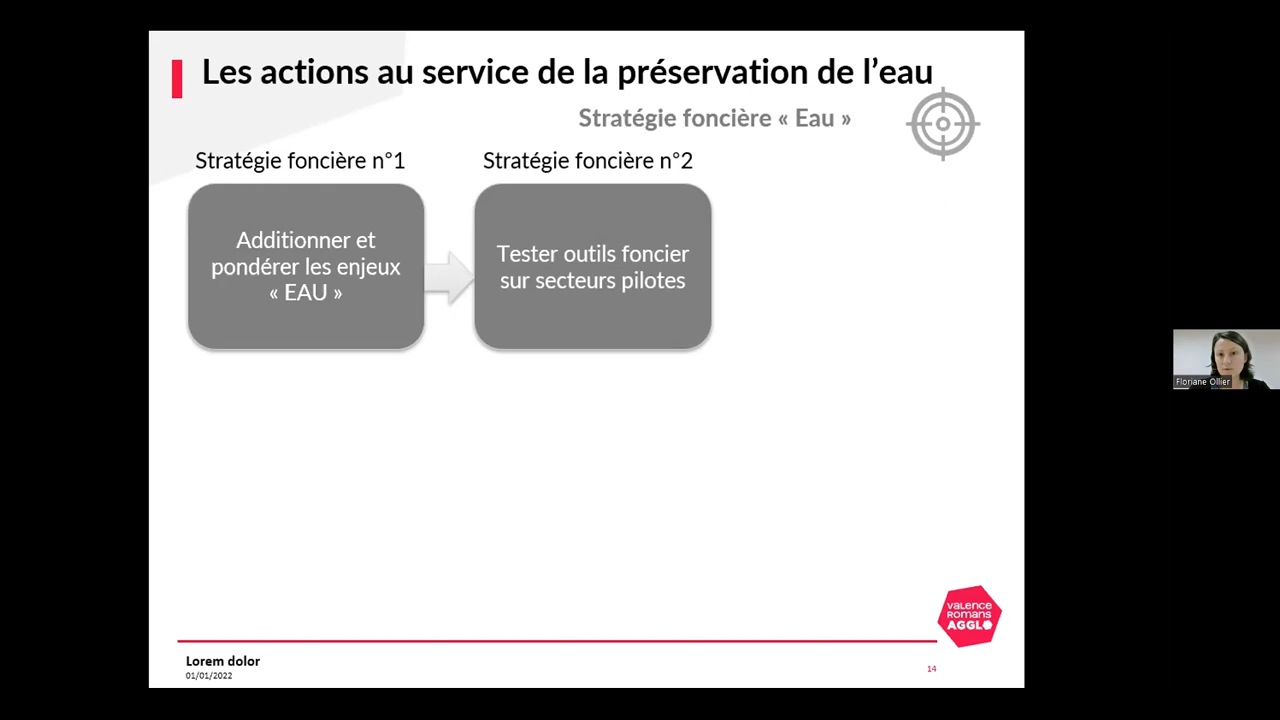 Les actions au service de la préservation de l’eau
Stratégie foncière « Eau »
Stratégie foncière n°1
Stratégie foncière n°2
Additionner et
pondérer les enjeux
« EAU »
Tester outils foncier
sur secteurs pilotes
Floriane Ollier
VaLence
Romans
AGGLO
Lorem dolor
01/01/2022
14